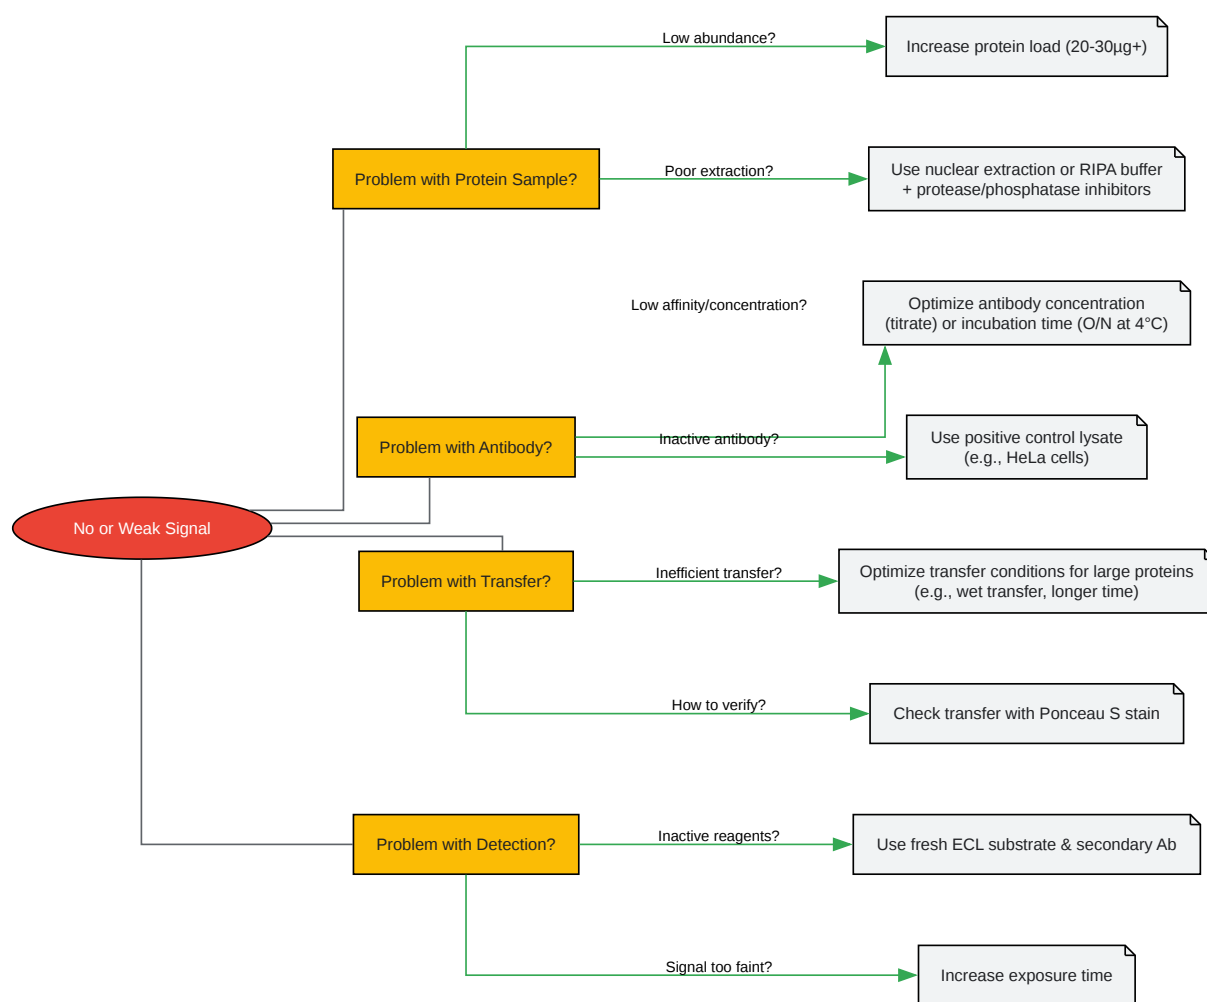 Low abundance?
Increase protein load (20-30µg+)
Problem with Protein Sample?
Poor extraction?
Use nuclear extraction or RIPA buffer
+ protease/phosphatase inhibitors
Low affinity/concentration?
Optimize antibody concentration
(titrate) or incubation time (O/N at 4°C)
Problem with Antibody?
Inactive antibody?
Use positive control lysate
(e.g., HeLa cells)
No or Weak Signal
Problem with Transfer?
Inefficient transfer?
Optimize transfer conditions for large proteins
(e.g., wet transfer, longer time)
How to verify?
Check transfer with Ponceau S stain
Problem with Detection?
Inactive reagents?
Use fresh ECL substrate & secondary Ab
Signal too faint?
Increase exposure time